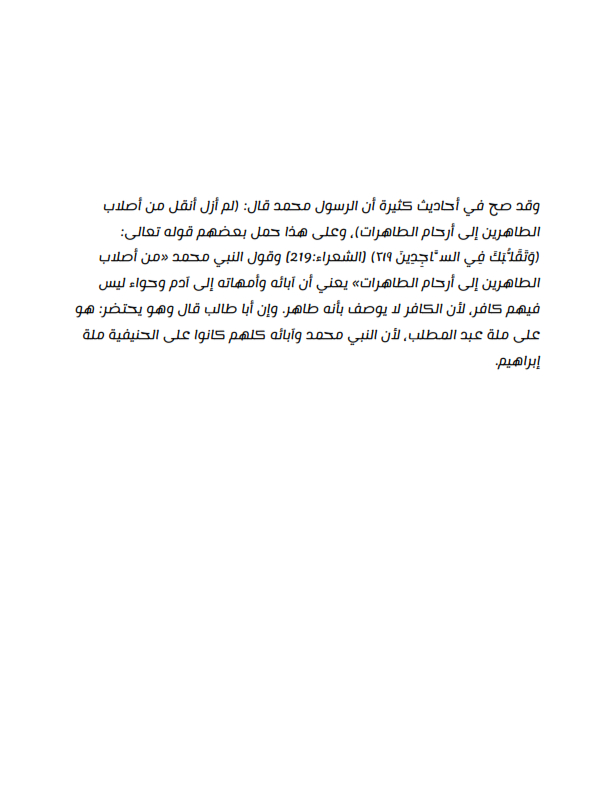 وقد صح في أحاديث كثيرة أن الرسول محمد قال: (لم أزل أنقل من أصلاب
الطاهرين إلى أرحام الطاهرات)، وعلى هذا حمل بعضهم قوله تعالى:
(وَتَقَلُّبَكَ فِي السَّاجِدِينَ ٢١٩) (الشعراء:219) وقول النبي محمد «من أصلاب
الطاهرين إلى أرحام الطاهرات» يعني أن آبائه وأمهاته إلى آدم وحواء ليس
فيهم كافر، لأن الكافر لا يوصف بأنه طاهر. وإن أبا طالب قال وهو يحتضر: هو
على ملة عبد المطلب، لأن النبي محمد وآبائه كلهم كانوا على الحنيفية ملة
إبراهيم.